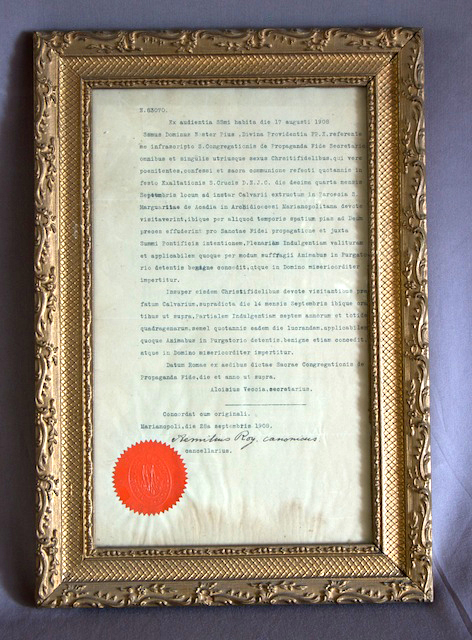 N.83070.
Ex audientia SSmi habita die 17 augusti 1908
Ssmus Dominus Noster Pius ,Divina Providentia PP.X.referente
me infrascripto S.Congregationis de Propaganda Fide Secretario
omnibus et singulis utriusque sexus Christifidelibus,qui vere
poenitentes,confessi et sacra communione refecti quotannis in
festo Exaltationis S.Crucis D.N.J.C. die decima quarta mensis
Septembris locum ad instar Calvarii extructum in Paroecia S.
Margueritae de Acadia in Archidioecesi Marianopolitana devote
visitaverint,ibique per aliquod temporis spatium pias ad Deum
preces effuderint pro Sanctae Fidei propagatione et juxta
Summi Pontificis intentionem,Plenariam Indulgentiam valituram
et applicabilem quoque per modum suffragii Animabus in Purgato
rio detentis benigne concedit,atque in Domino misericorditer
impertitur.
Insuper eisdem Christifidelibus devote visitantibus præ
fatum Calvarium,supradicta die 14 mensis Septembris ibique oran
tibus ut supra,Partialem Indulgentiam septem annorum et totidem
quadragenarum,semel quotannis eadem die lucrandam,applicabilem
quoque Animabus in Purgatorio detentis,benigne etiam concedit,
atque in Domino misericorditer impertitur.
Datum Romae ex aedibus dictae Sacrae Congregationis de
Propaganda Fide,die et anno ut supra.
Aloisius Veccia,secretarius.
Concordat cum originali.
Marianopoli,die 28a septembris 1908.
Roy, canonicus
cancellarius.